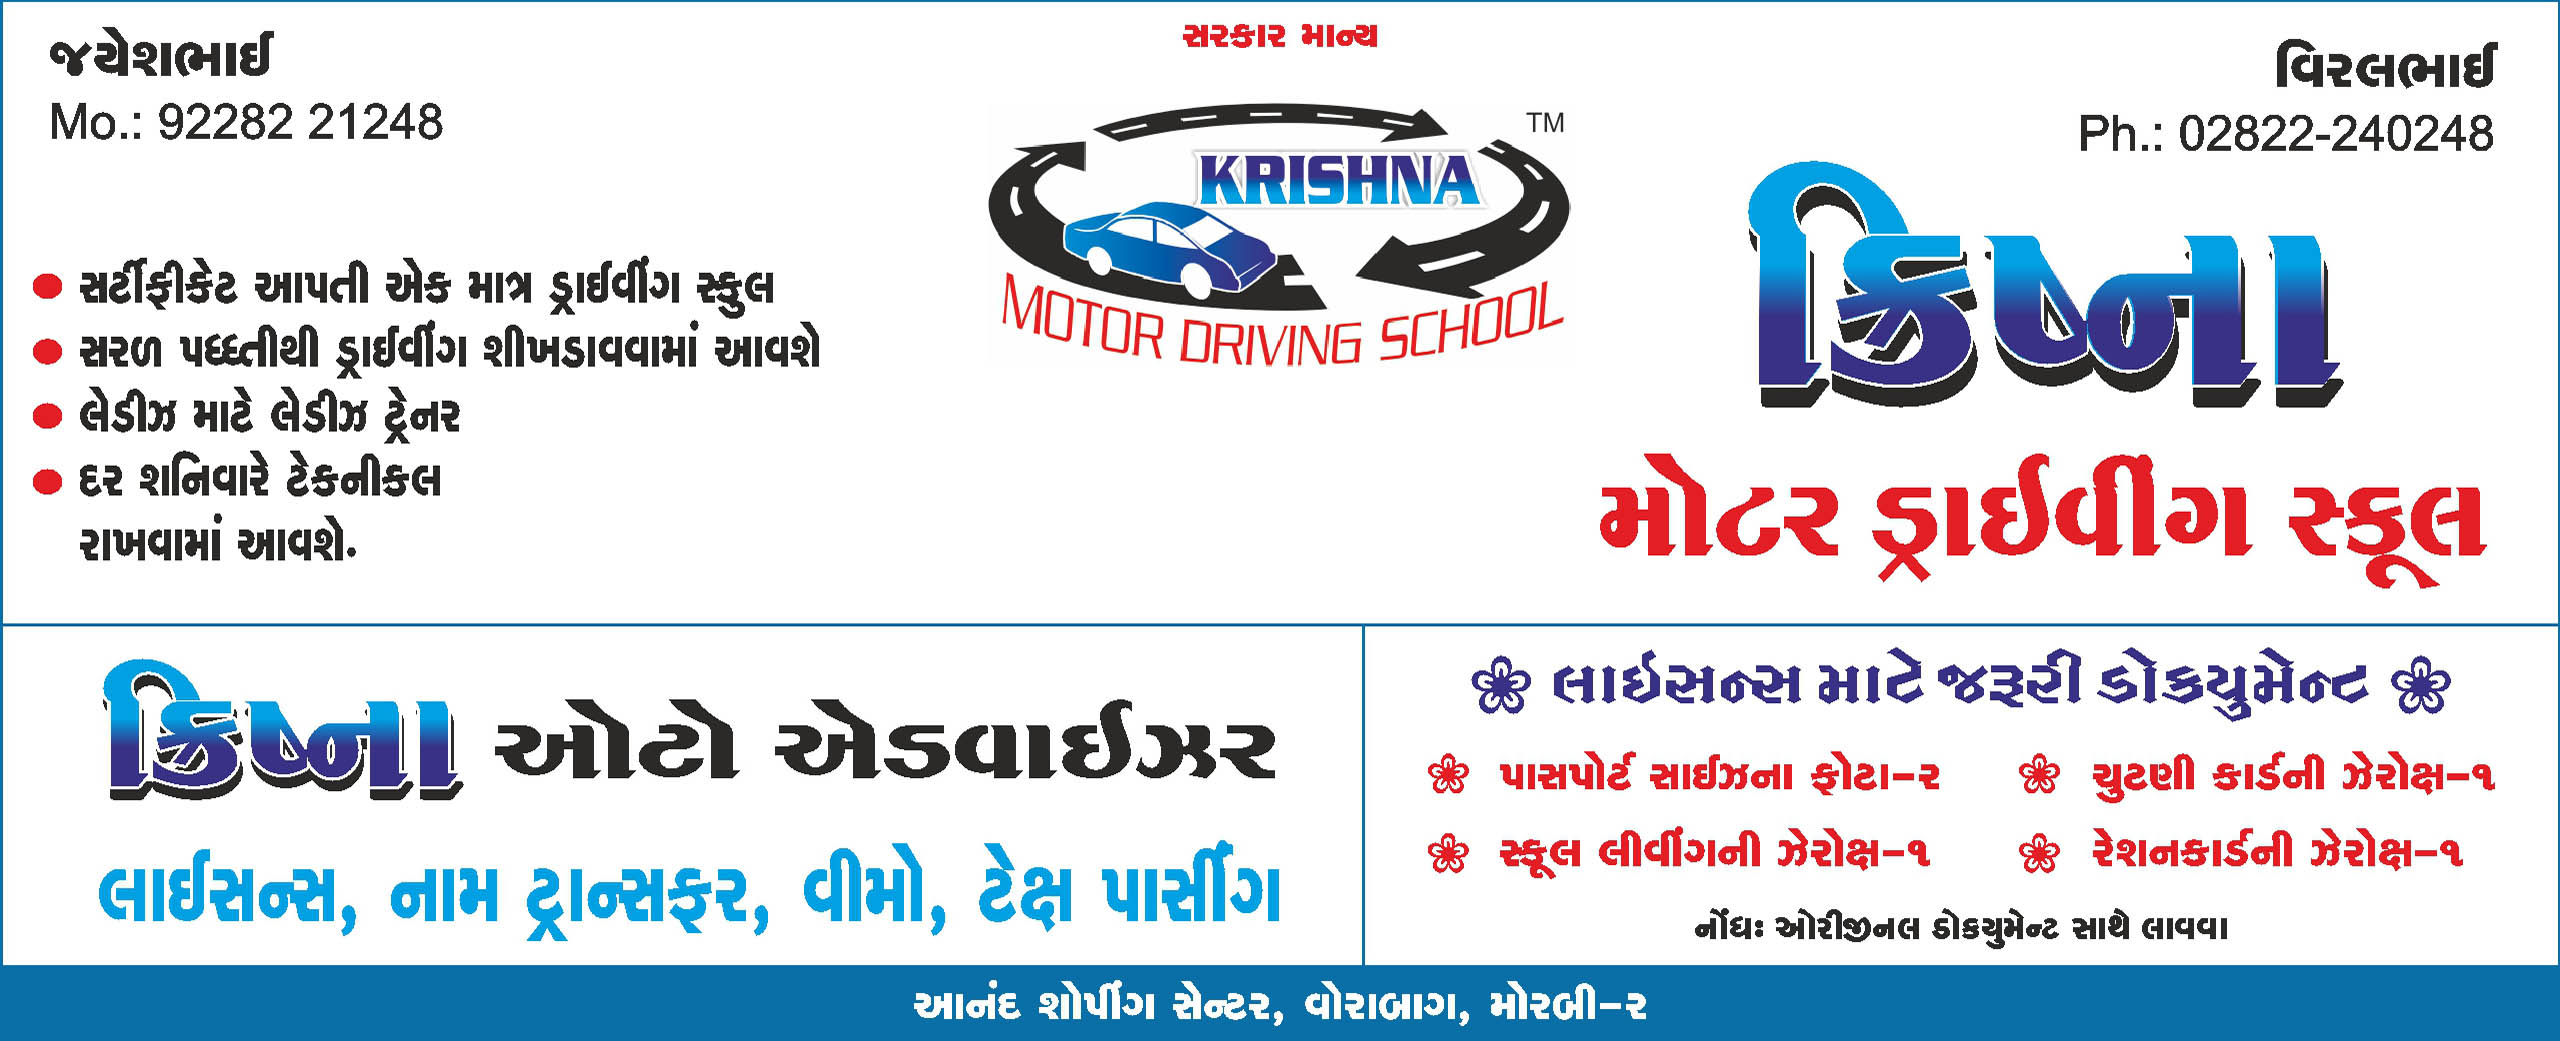 જયેશભાઈ
Mo.: 92282 21248
સરકાર માન્ય
વિરલભાઈ
Ph.: 02822-240248
KRISHNA
TM
MOTOR DRIVING SCHOOL
ક્રિષ્ના
મોટર ડ્રાઈવીંગ સ્કૂલ
સર્ટીફીકેટ આપતી એક માત્ર ડ્રાઈવીંગ સ્કુલ
સરળ પધ્ધતીથી ડ્રાઈવીંગ શીખડાવવામાં આવશે
લેડીઝ માટે લેડીઝ ટ્રેનર
દર શનિવારે ટેકનીકલ
રાખવામાં આવશે.
ક્રિષ્ના ઓટો એડવાઈઝર
લાઈસન્સ, નામ ટ્રાન્સફર, વીમો, ટેક્ષ પાર્સીગ
લાઇસન્સ માટે જરૂરી ડોકયુમેન્ટ
પાસપોર્ટ સાઈઝના ફોટા-૨
ચુટણી કાર્ડની ઝેરોક્ષ-૧
સ્કૂલ લીવીંગની ઝેરોક્ષ-૧
રેશનકાર્ડની ઝેરોક્ષ-૧
નોંધઃ ઓરીજીનલ ડોકયુમેન્ટ સાથે લાવવા
આનંદ શોપીંગ સેન્ટર, વોરાબાગ, મોરબી-૨